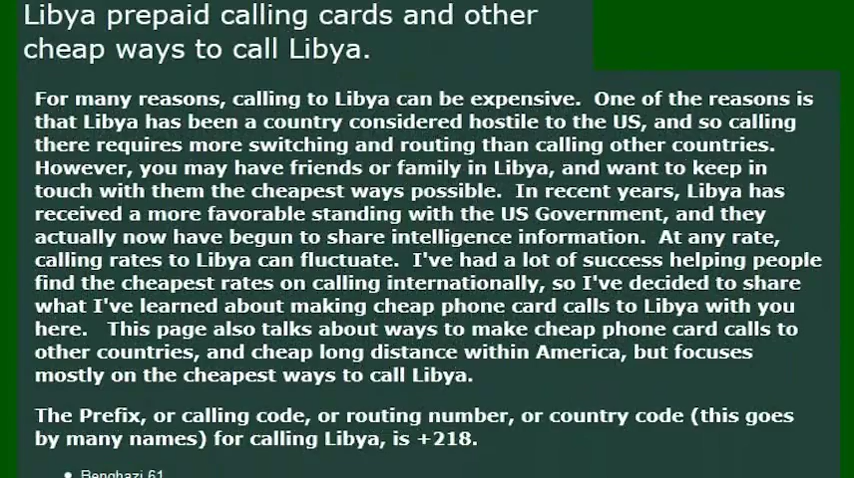 Libya prepaid calling cards and other
cheap ways to call Libya.
For many reasons, calling to Libya can be expensive.  One of the reasons is
that Libya has been a country considered hostile to the US, and so calling
there requires more switching and routing than calling other countries.
However, you may have friends or family in Libya, and want to keep in
touch with them the cheapest ways possible.  In recent years, Libya has
received a more favorable standing with the US Government, and they
actually now have begun to share intelligence information.  At any rate,
calling rates to Libya can fluctuate.  I've had a lot of success helping people
find the cheapest rates on calling internationally, so I've decided to share
what I've learned about making cheap phone card calls to Libya with you
here.   This page also talks about ways to make cheap phone card calls to
other countries, and cheap long distance within America, but focuses
mostly on the cheapest ways to call Libya.
The Prefix, or calling code, or routing number, or country code (this goes
by many names) for calling Libya, is +218.
• Benghazi 61